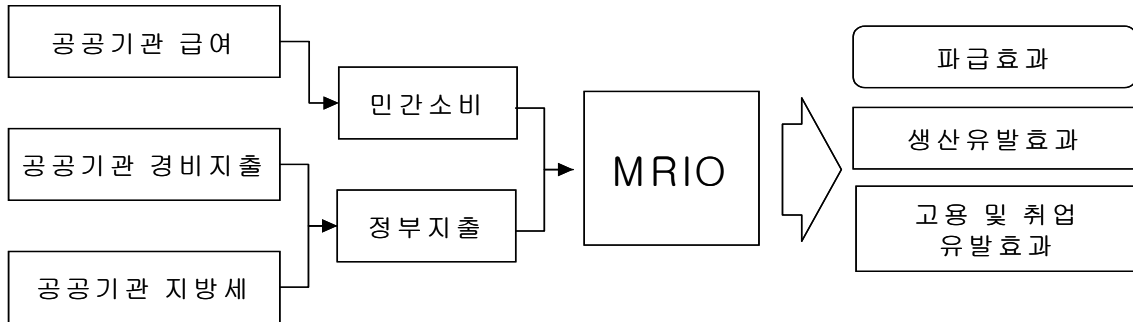 공공기관 급여
공공기관 경비지출
공공기관 지방세
민간소비
정부지출
MRIO
파급효과
생산유발효과
고용 및 취업
유발효과